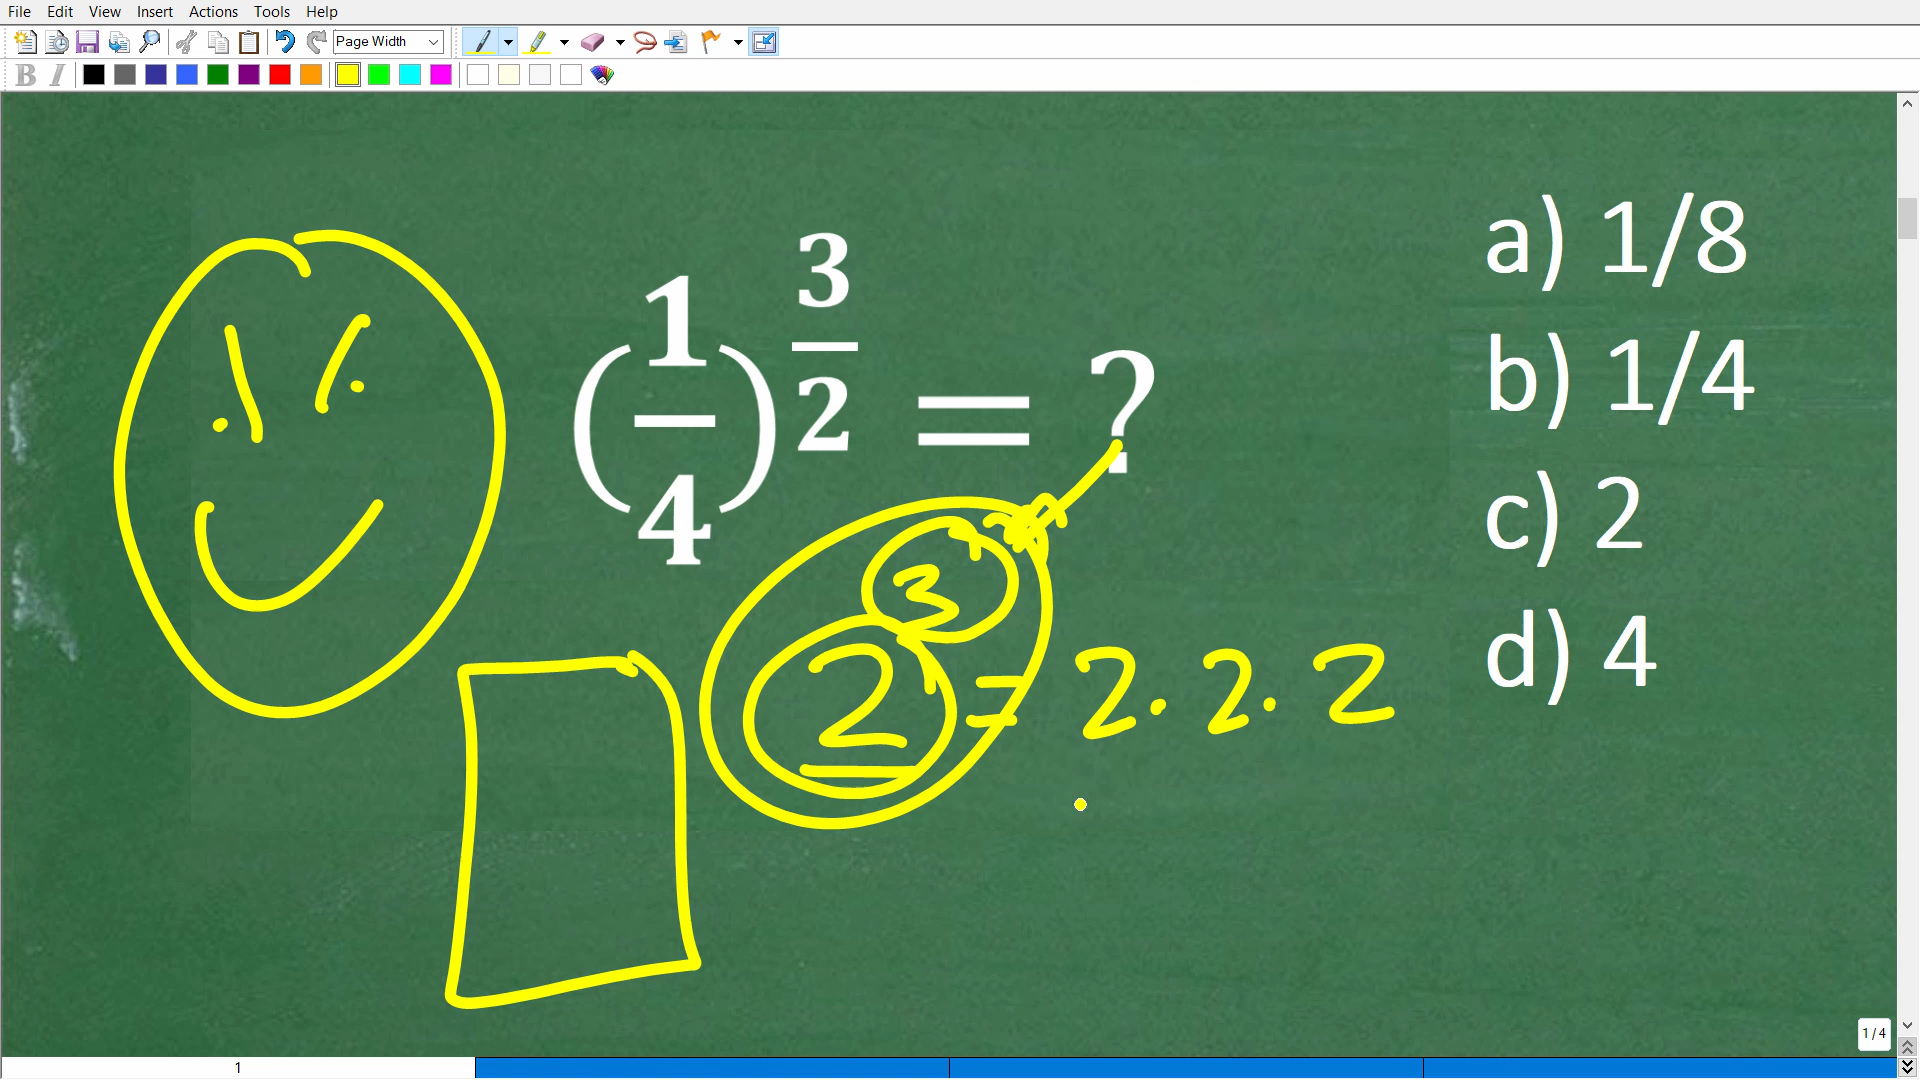 File Edit View Insert Actions Tools Help
Page Width
B I
(1/4)^(3/2) = ?
a) 1/8
b) 1/4
c) 2
d) 4
2^3 = 2 · 2 · 2
1 / 4
1